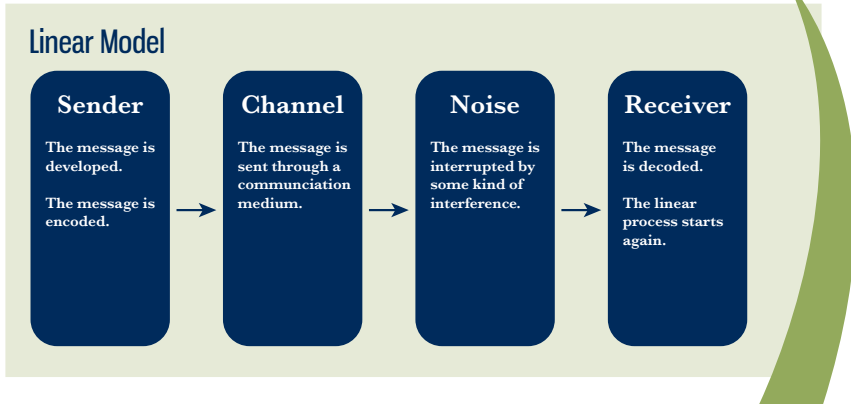 Linear Model
Sender
The message is
developed.
The message is
encoded.
Channel
The message is
sent through a
communciation
medium.
Noise
The message is
interrupted by
some kind of
interference.
Receiver
The message
is decoded.
The linear
process starts
again.